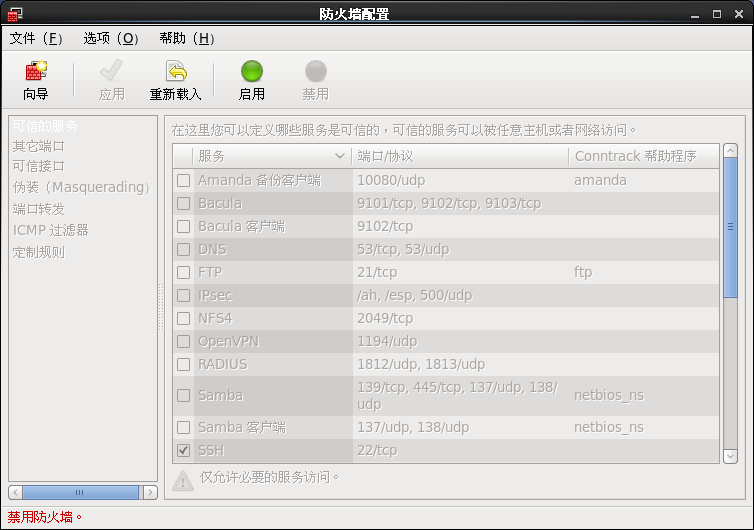 防火墙配置
文件（F） 选项（O） 帮助（H）
向导 应用 重新载入 启用 禁用
可信的服务
其它端口
可信接口
伪装（Masquerading）
端口转发
ICMP 过滤器
定制规则
在这里您可以定义哪些服务是可信的，可信的服务可以被任意主机或者网络访问。
服务 端口/协议 Conntrack 帮助程序
Amanda 备份客户端 10080/udp amanda
Bacula 9101/tcp, 9102/tcp, 9103/tcp
Bacula 客户端 9102/tcp
DNS 53/tcp, 53/udp
FTP 21/tcp ftp
IPsec /ah, /esp, 500/udp
NFS4 2049/tcp
OpenVPN 1194/udp
RADIUS 1812/udp, 1813/udp
Samba 139/tcp, 445/tcp, 137/udp, 138/
udp netbios_ns
Samba 客户端 137/udp, 138/udp netbios_ns
SSH 22/tcp
仅允许必要的服务访问。
禁用防火墙。